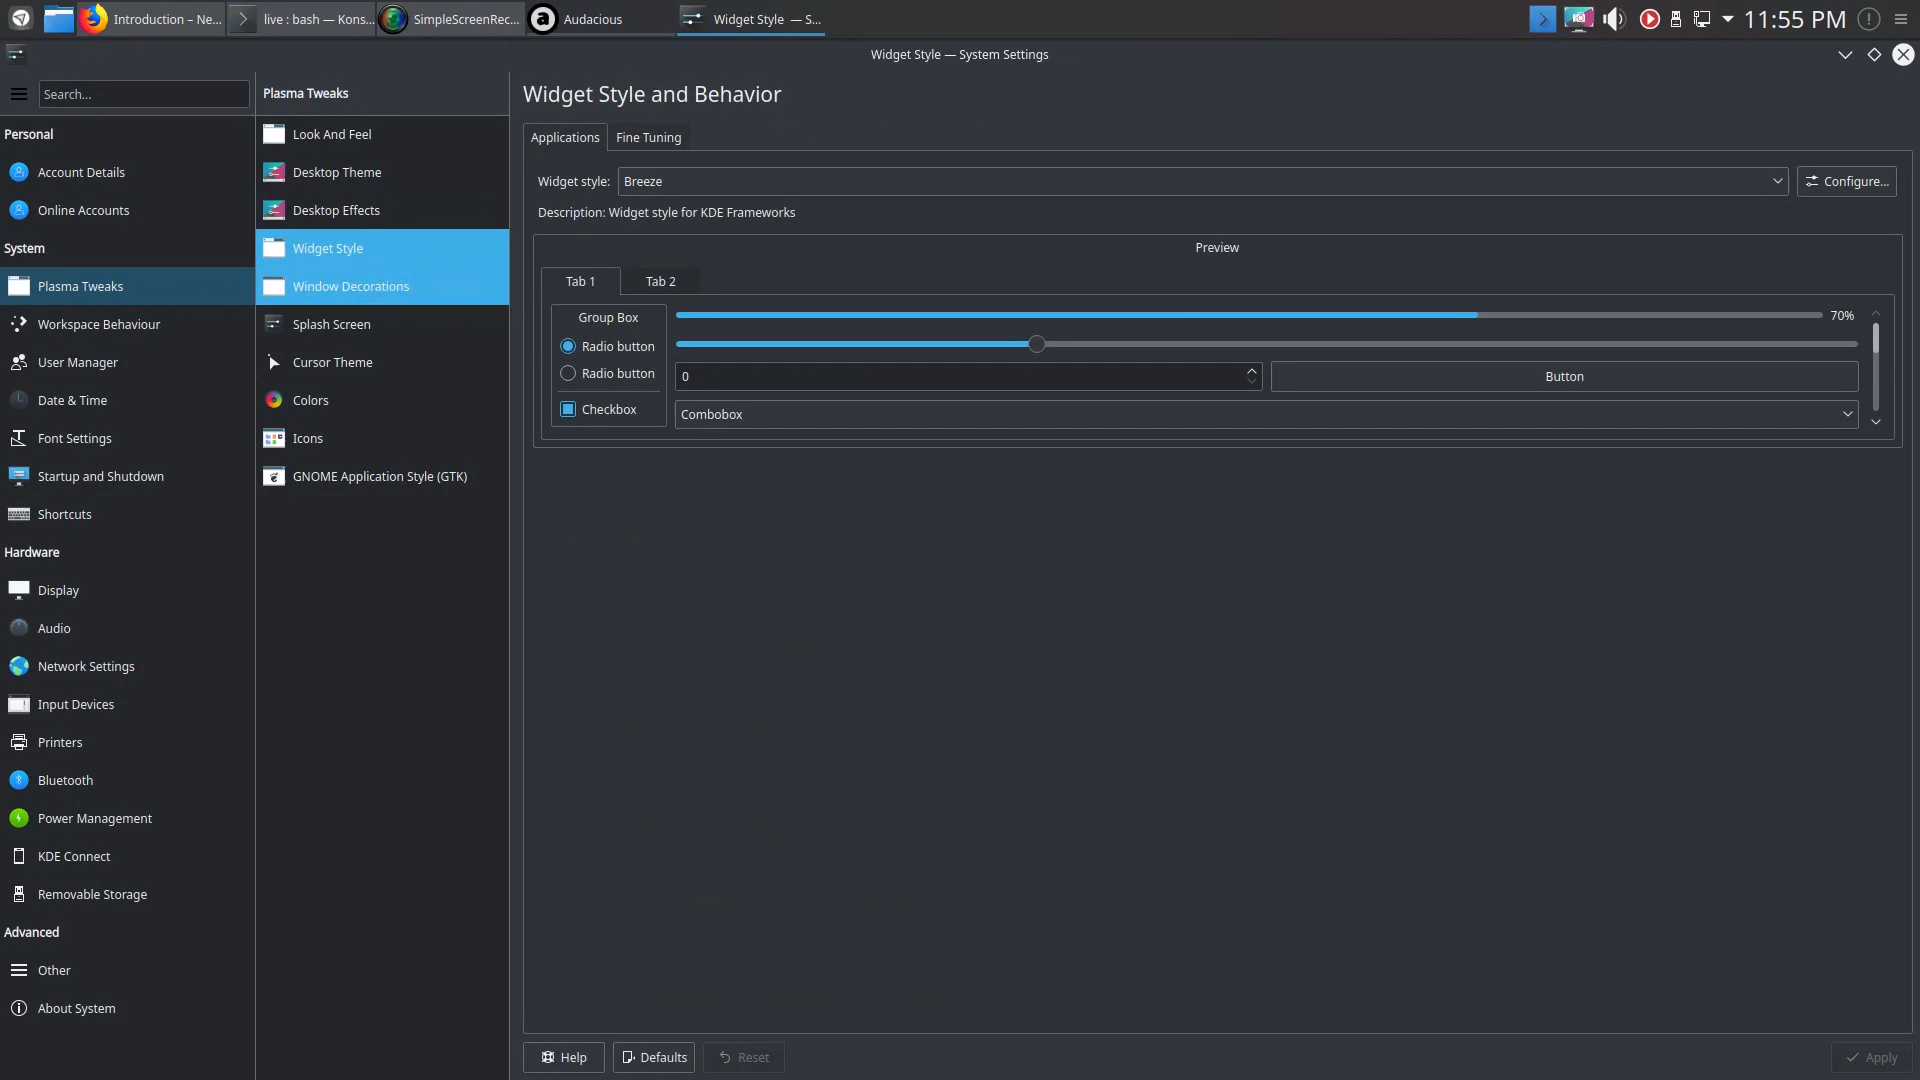 Introduction – Ne...
live : bash — Kons...
SimpleScreenRec...
Audacious
Widget Style — S...
11:55 PM
Widget Style — System Settings
Search...
Personal
Account Details
Online Accounts
System
Plasma Tweaks
Workspace Behaviour
User Manager
Date & Time
Font Settings
Startup and Shutdown
Shortcuts
Hardware
Display
Audio
Network Settings
Input Devices
Printers
Bluetooth
Power Management
KDE Connect
Removable Storage
Advanced
Other
About System
Plasma Tweaks
Look And Feel
Desktop Theme
Desktop Effects
Widget Style
Window Decorations
Splash Screen
Cursor Theme
Colors
Icons
GNOME Application Style (GTK)
Widget Style and Behavior
Applications
Fine Tuning
Widget style:
Breeze
Configure...
Description: Widget style for KDE Frameworks
Preview
Tab 1
Tab 2
Group Box
70%
Radio button
Radio button
0
Button
Checkbox
Combobox
Help
Defaults
Reset
Apply